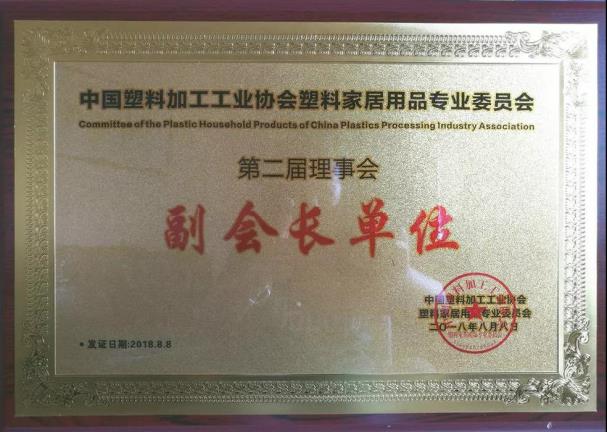 中国塑料加工工业协会塑料家居用品专业委员会
Committee of the Plastic Household Products of China Plastics Processing Industry Association
第二届理事会
副会长单位
中国塑料加工工业协会
塑料家居用品专业委员会
二〇一八年八月八日
• 发证日期:2018.8.8